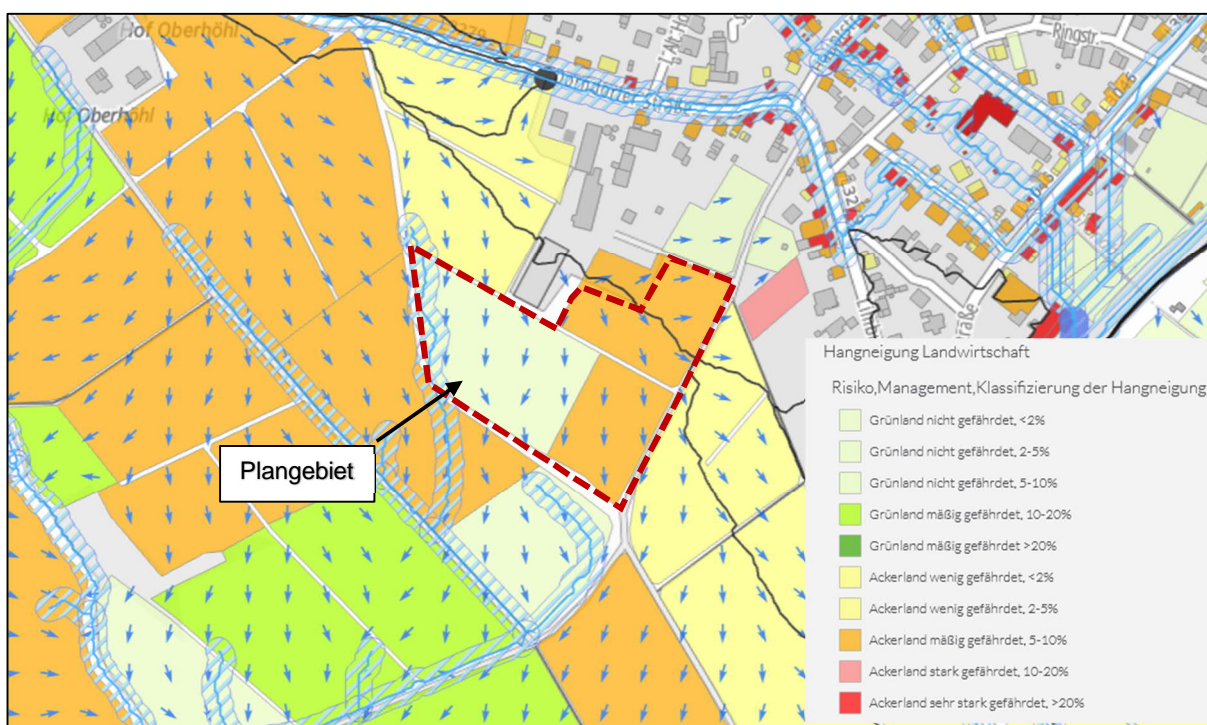 Hof Oberhöhl
Hof Oberhöhl
Ringstr.
Plangebiet
Hangneigung Landwirtschaft
Risiko,Management,Klassifizierung der Hangneigung
Grünland nicht gefährdet, <2%
Grünland nicht gefährdet, 2-5%
Grünland nicht gefährdet, 5-10%
Grünland mäßig gefährdet, 10-20%
Grünland mäßig gefährdet >20%
Ackerland wenig gefährdet, <2%
Ackerland wenig gefährdet, 2-5%
Ackerland mäßig gefährdet, 5-10%
Ackerland stark gefährdet, 10-20%
Ackerland sehr stark gefährdet, >20%